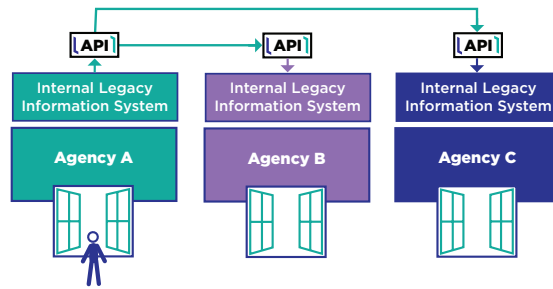 API API API
Internal Legacy Information System
Internal Legacy Information System
Internal Legacy Information System
Agency A
Agency B
Agency C